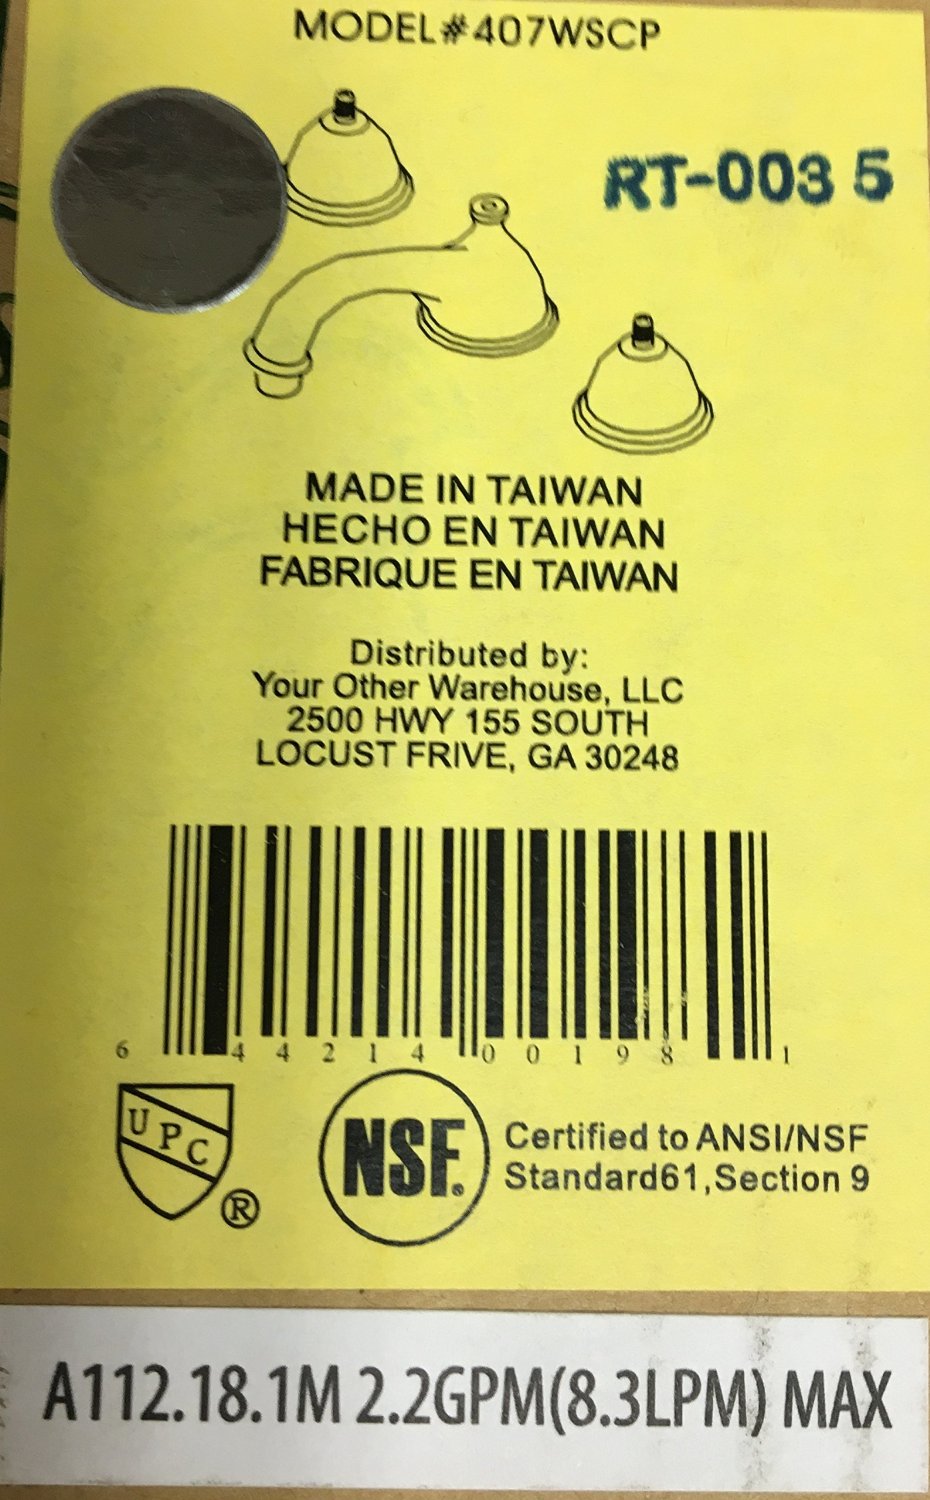 MODEL#407WSCP
RT-0035
MADE IN TAIWAN
HECHO EN TAIWAN
FABRIQUE EN TAIWAN
Distributed by:
Your Other Warehouse, LLC
2500 HWY 155 SOUTH
LOCUST FRIVE, GA 30248
6 44214 00198 1
UPC®
NSF®
Certified to ANSI/NSF
Standard61,Section 9
A112.18.1M 2.2GPM(8.3LPM) MAX